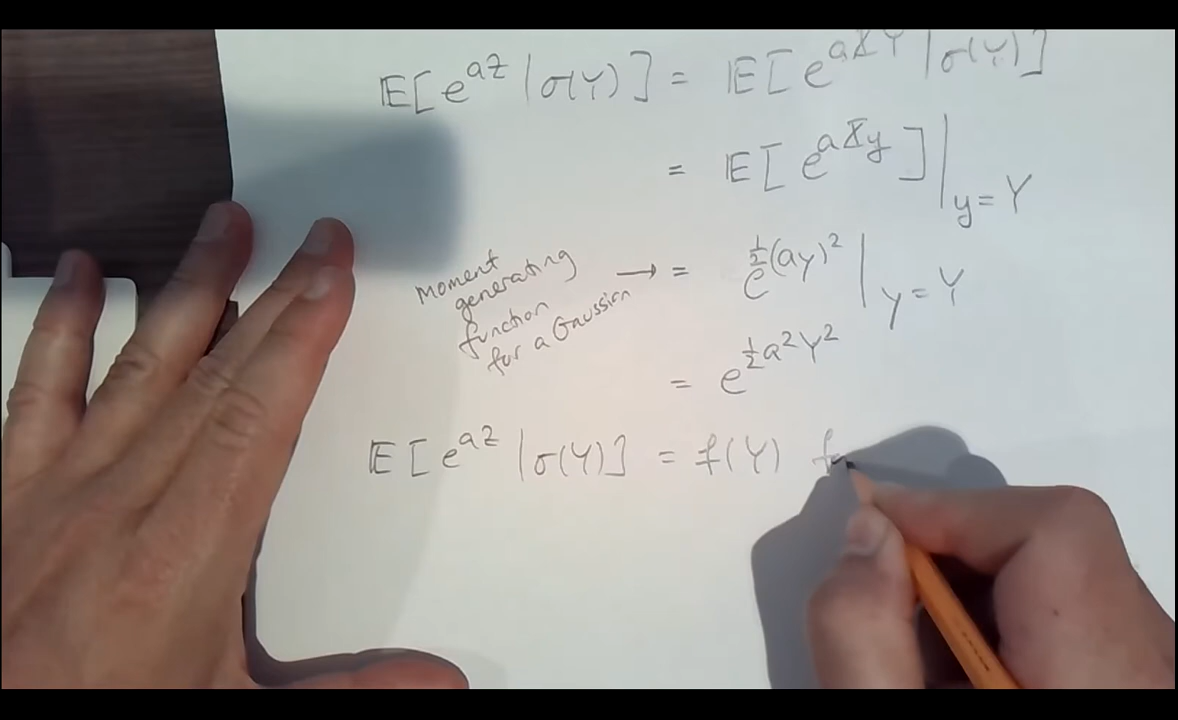 𝔼[e^{aZ} | σ(Y)] = 𝔼[e^{aXY} | σ(Y)]
= 𝔼[e^{aXy}] |_{y=Y}
Moment
generating
function
for a Gaussian
→ = e^{½(ay)²} |_{y=Y}
= e^{½a²Y²}
𝔼[e^{aZ} | σ(Y)] = f(Y)